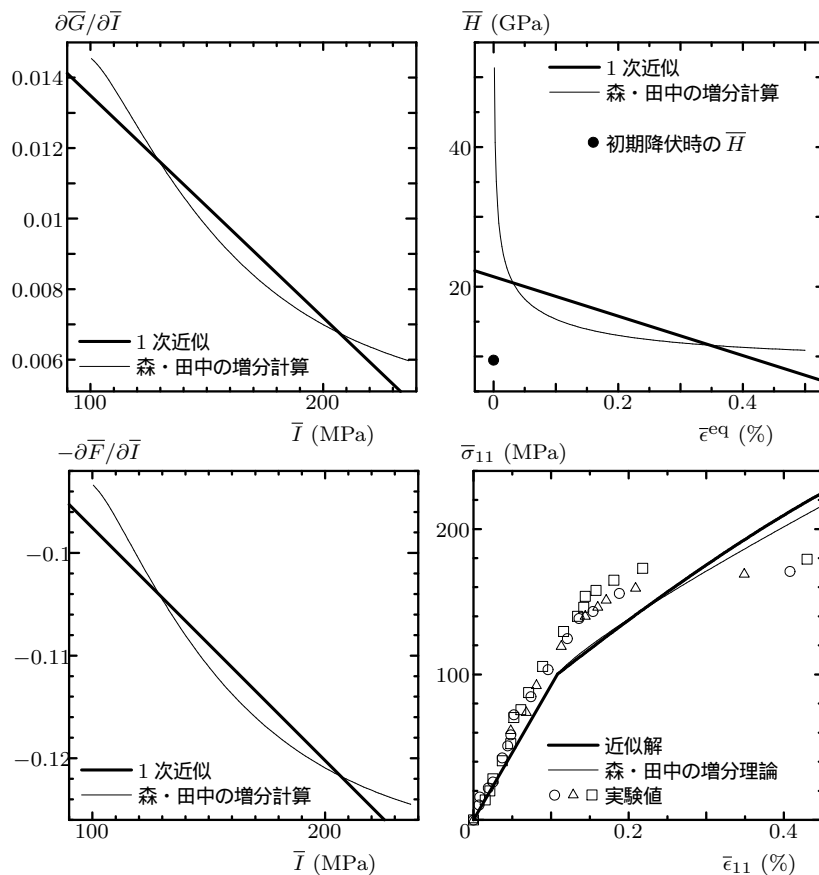 ∂G̅/∂I̅
0.014
0.012
0.01
0.008
0.006
1 次近似
森・田中の増分計算
100
200
I̅ (MPa)
H̅ (GPa)
1 次近似
森・田中の増分計算
初期降伏時の H̅
40
20
0
0.2
0.4
ϵ̅^eq (%)
−∂F̅/∂I̅
−0.1
−0.11
−0.12
1 次近似
森・田中の増分計算
100
200
I̅ (MPa)
σ̅₁₁ (MPa)
200
100
0
近似解
森・田中の増分理論
実験値
0.2
0.4
ϵ̅₁₁ (%)